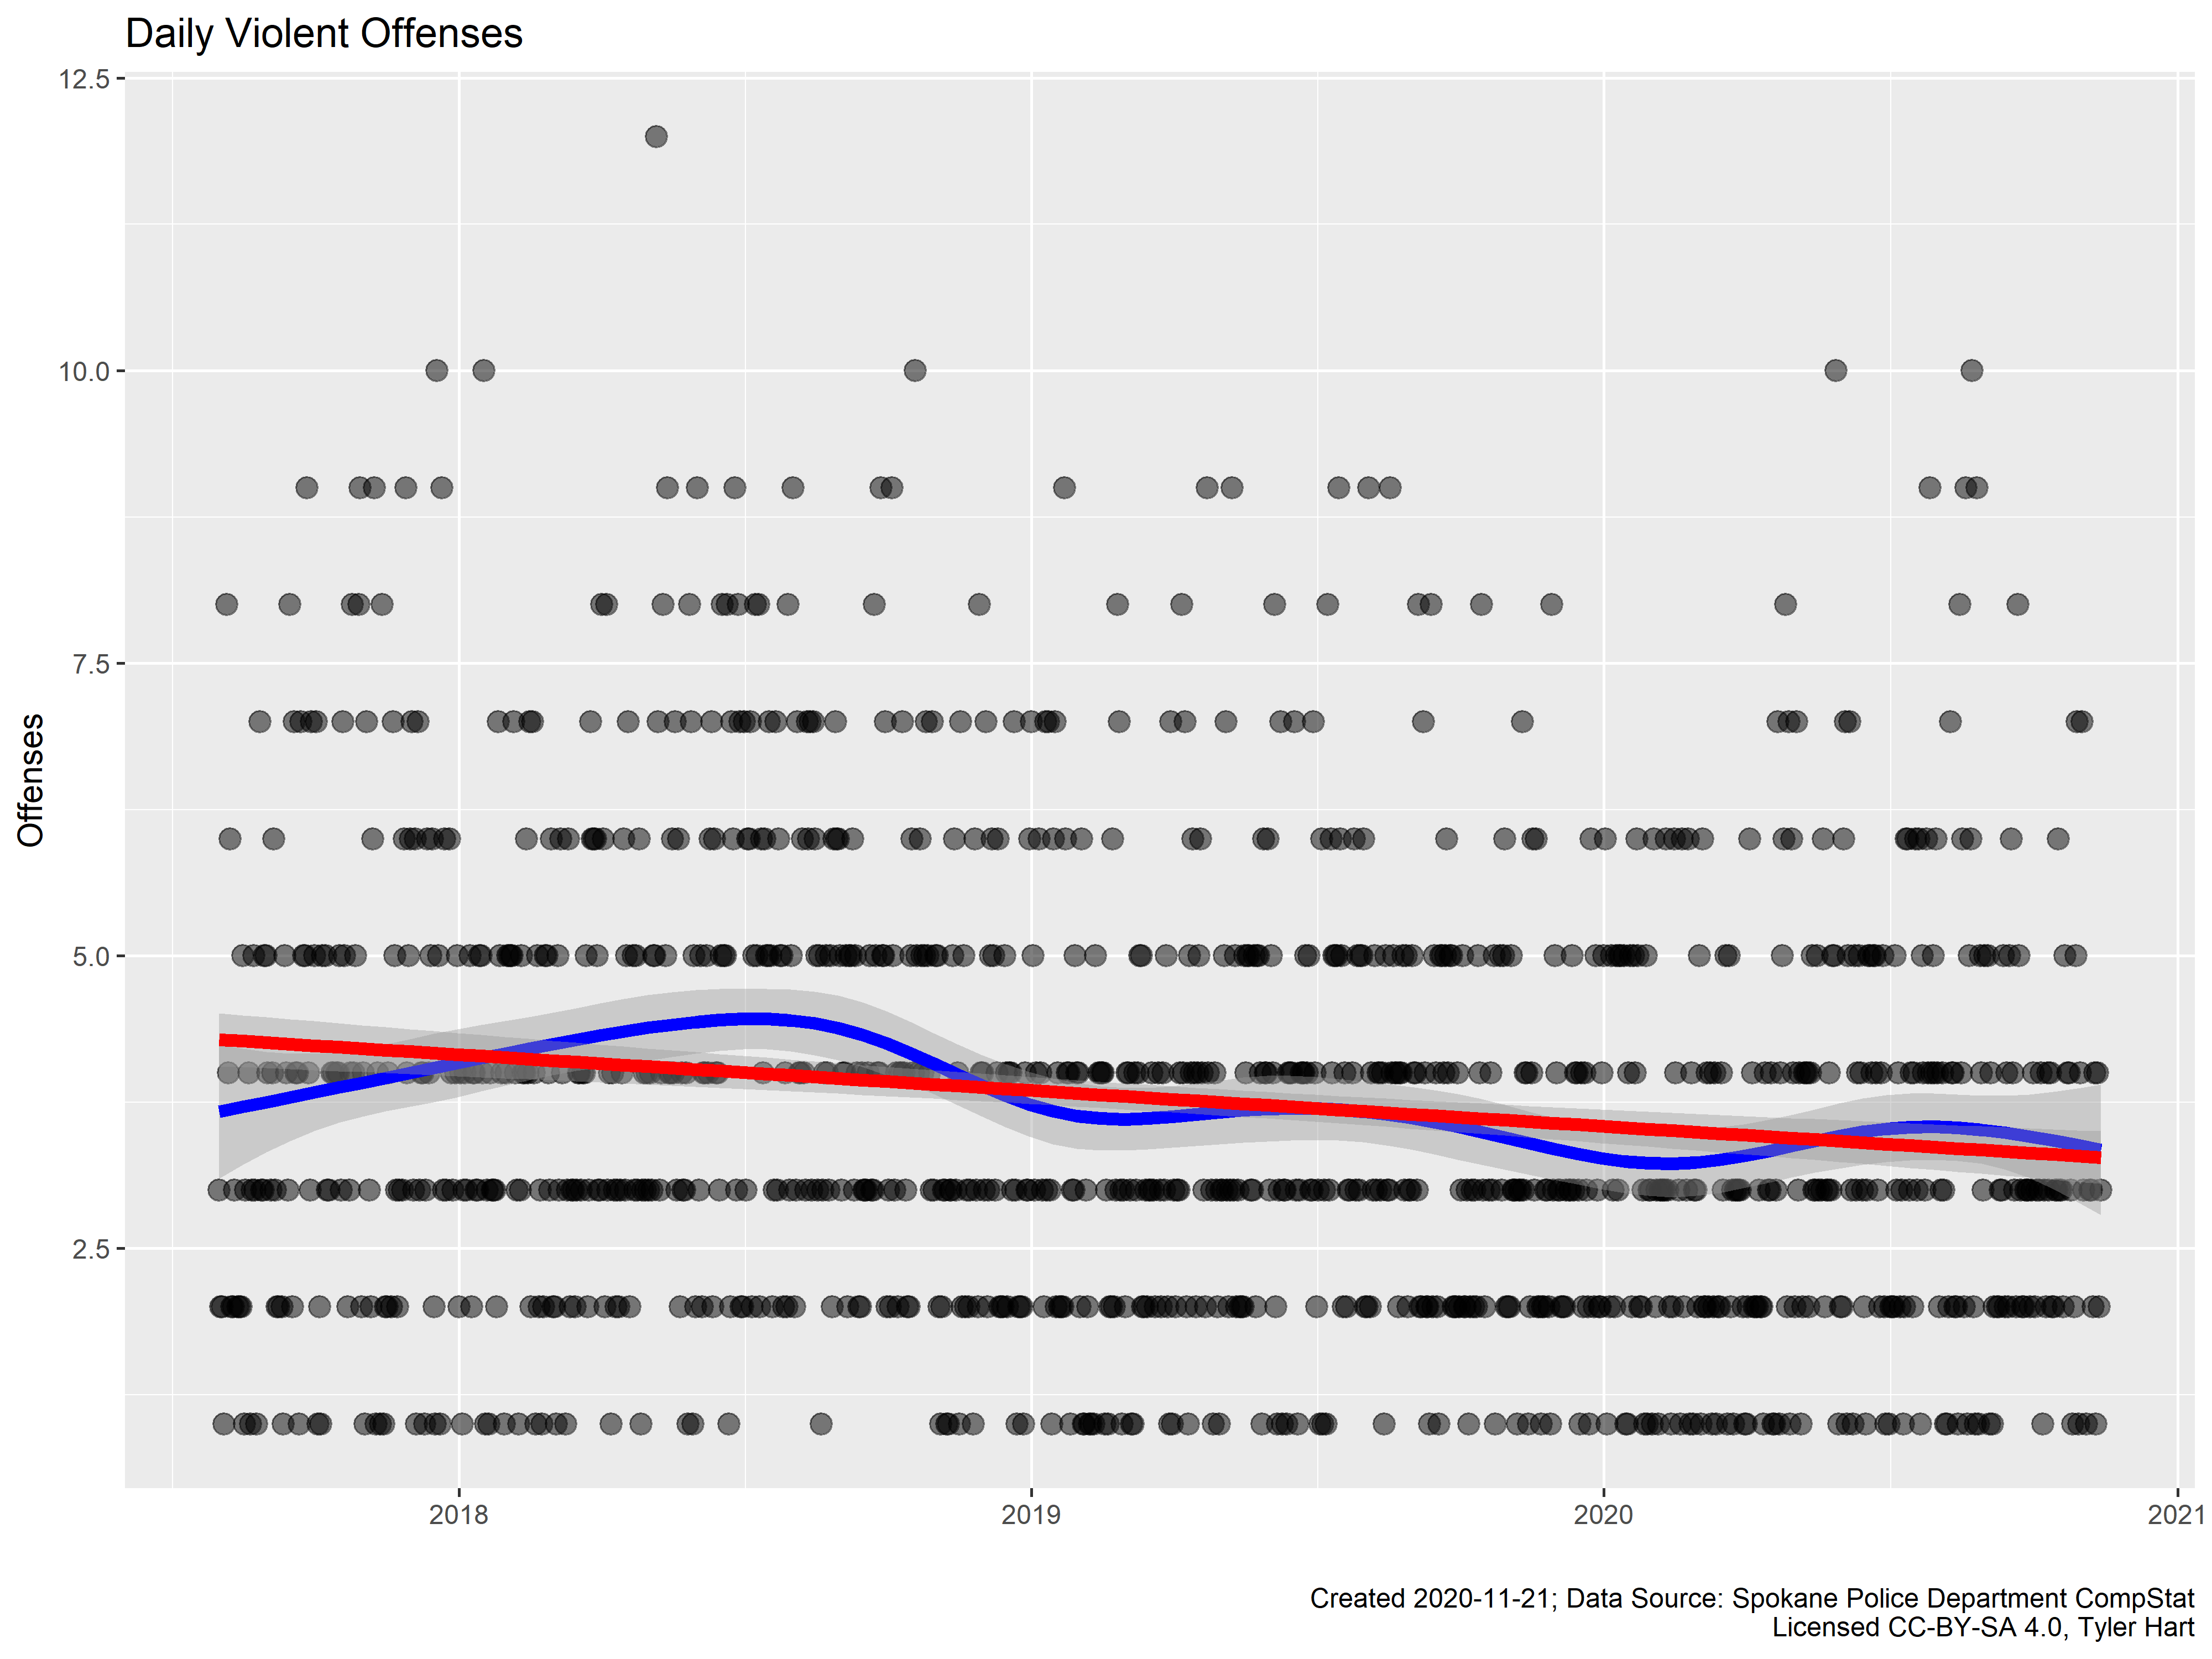 Daily Violent Offenses
12.5
10.0
7.5
5.0
2.5
Offenses
2018
2019
2020
2021
Created 2020-11-21; Data Source: Spokane Police Department CompStat
Licensed CC-BY-SA 4.0, Tyler Hart